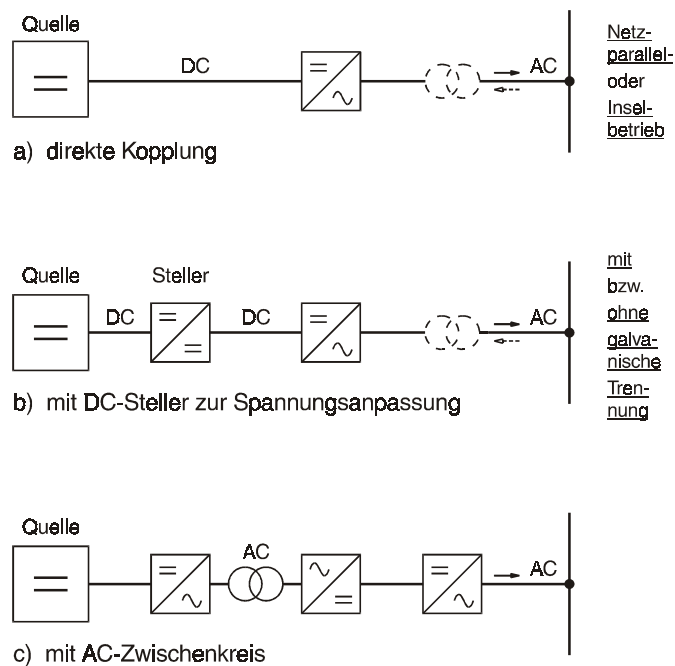 Quelle
DC
AC
a) direkte Kopplung
Netz-
parallel-
oder
Insel-
betrieb
Quelle
Steller
DC
DC
AC
b) mit DC-Steller zur Spannungsanpassung
mit
bzw.
ohne
galva-
nische
Tren-
nung
Quelle
AC
AC
c) mit AC-Zwischenkreis